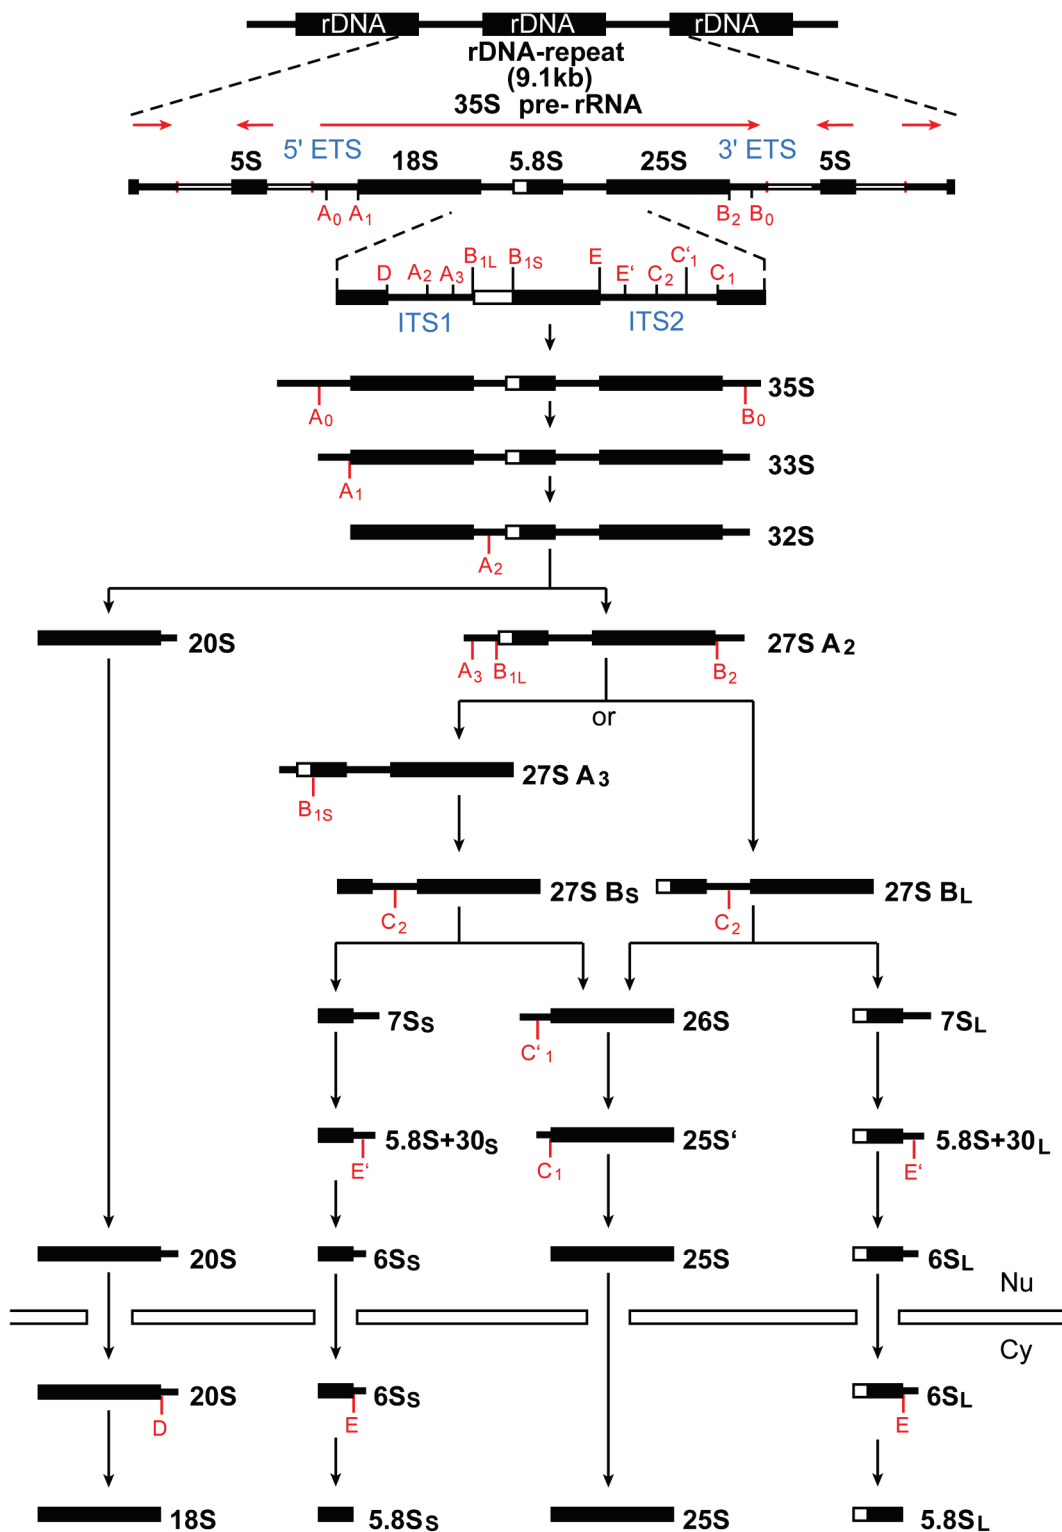 rDNA rDNA rDNA
rDNA-repeat
(9.1kb)
35S pre-rRNA
5' ETS 3' ETS
5S 18S 5.8S 25S 5S
A0 A1 B2 B0
D A2 A3 B1L B1S E E‘ C2 C‘1 C1
ITS1 ITS2
35S
A0 B0
33S
A1
32S
A2
20S 27S A2
A3 B1L B2
or
27S A3
B1S
27S BS 27S BL
C2 C2
7SS 26S 7SL
C‘1
5.8S+30S 25S‘ 5.8S+30L
E‘ C1 E‘
20S 6SS 25S 6SL
Nu
Cy
20S 6SS 6SL
D E E
18S 5.8SS 25S 5.8SL